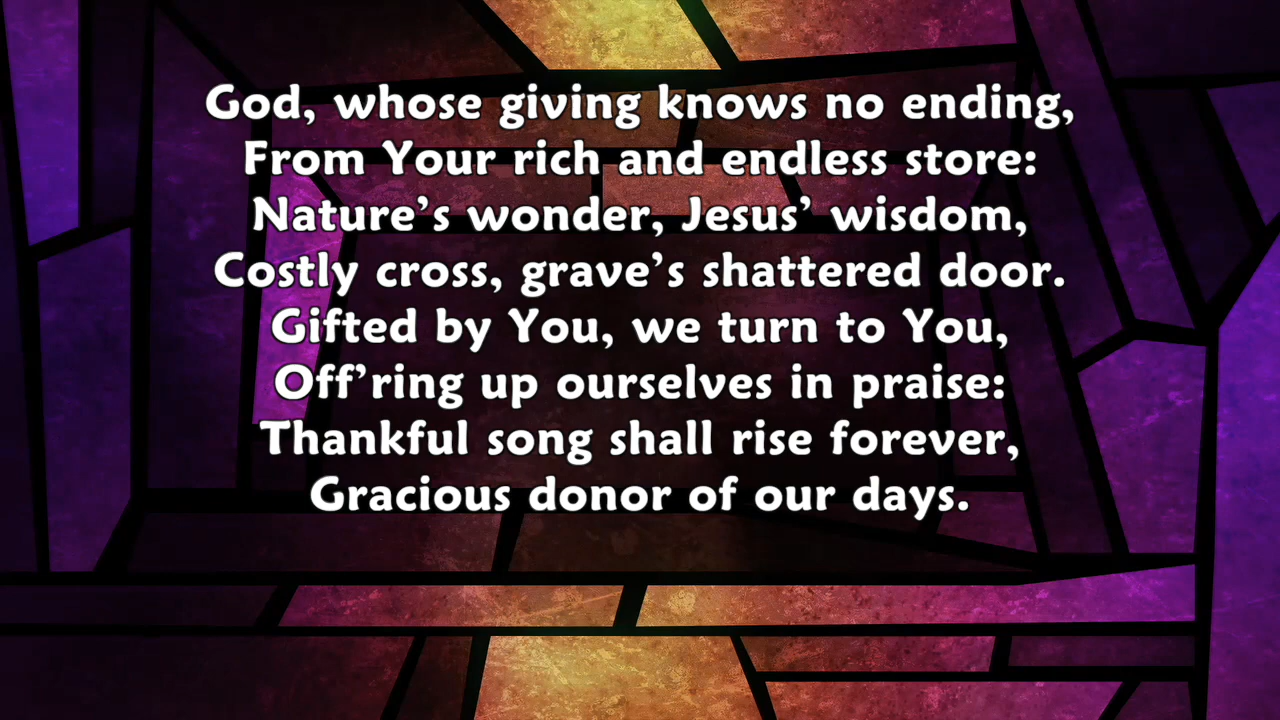 God, whose giving knows no ending,
From Your rich and endless store:
Nature’s wonder, Jesus’ wisdom,
Costly cross, grave’s shattered door.
Gifted by You, we turn to You,
Off’ring up ourselves in praise:
Thankful song shall rise forever,
Gracious donor of our days.